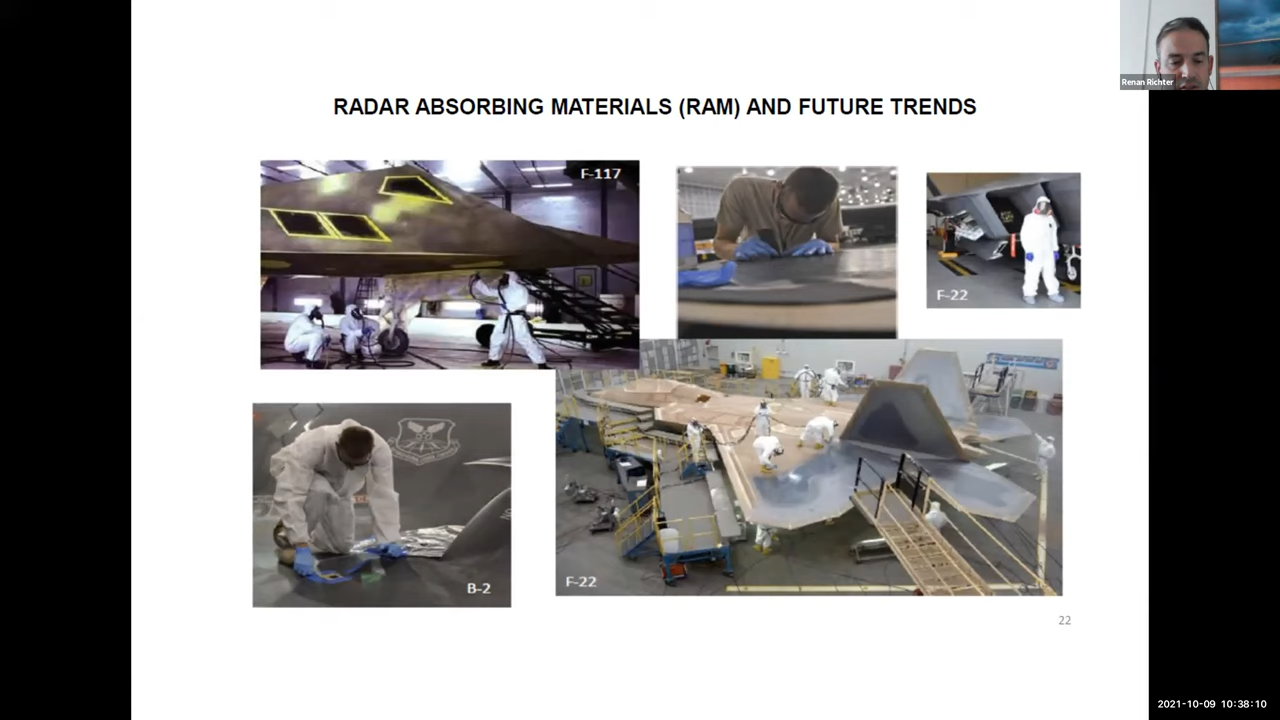 Renan Richter
RADAR ABSORBING MATERIALS (RAM) AND FUTURE TRENDS
F-117
F-22
B-2
F-22
22
2021-10-09 10:38:10